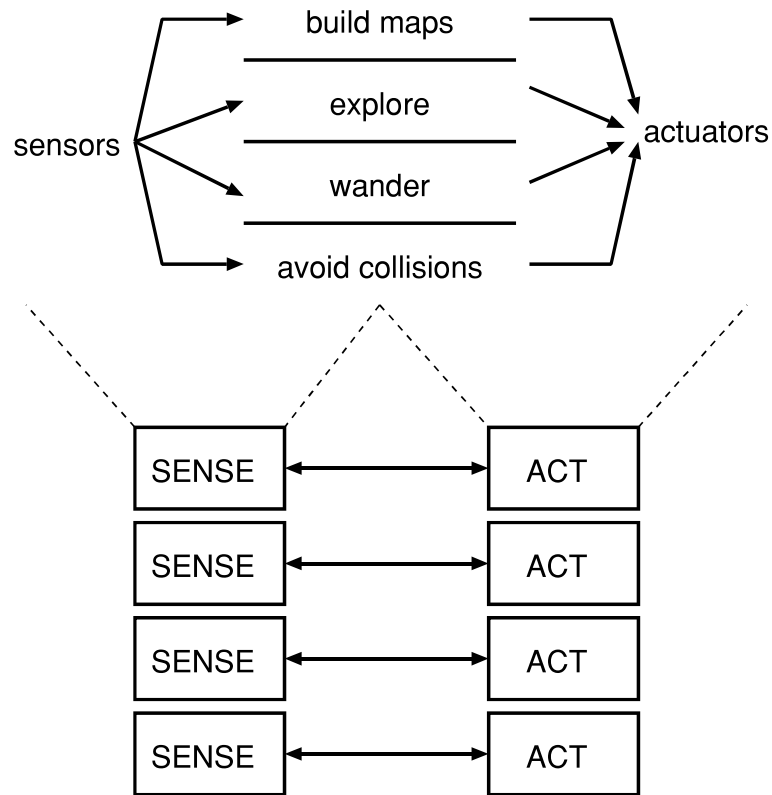 build maps
explore
sensors
actuators
wander
avoid collisions
SENSE ACT
SENSE ACT
SENSE ACT
SENSE ACT